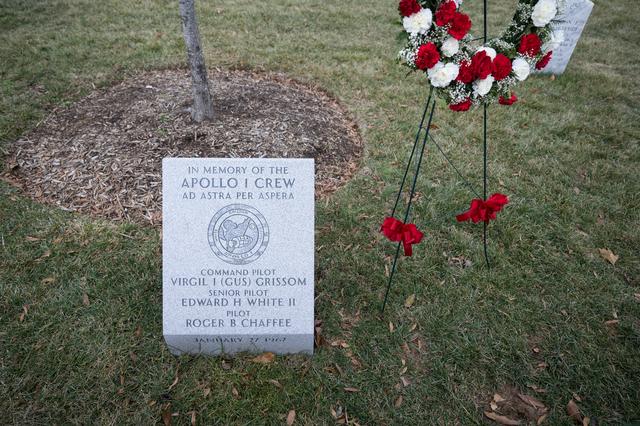 IN MEMORY OF THE
APOLLO 1 CREW
AD ASTRA PER ASPERA
COMMAND PILOT
VIRGIL I (GUS) GRISSOM
SENIOR PILOT
EDWARD H WHITE II
PILOT
ROGER B CHAFFEE
JANUARY 27 1967